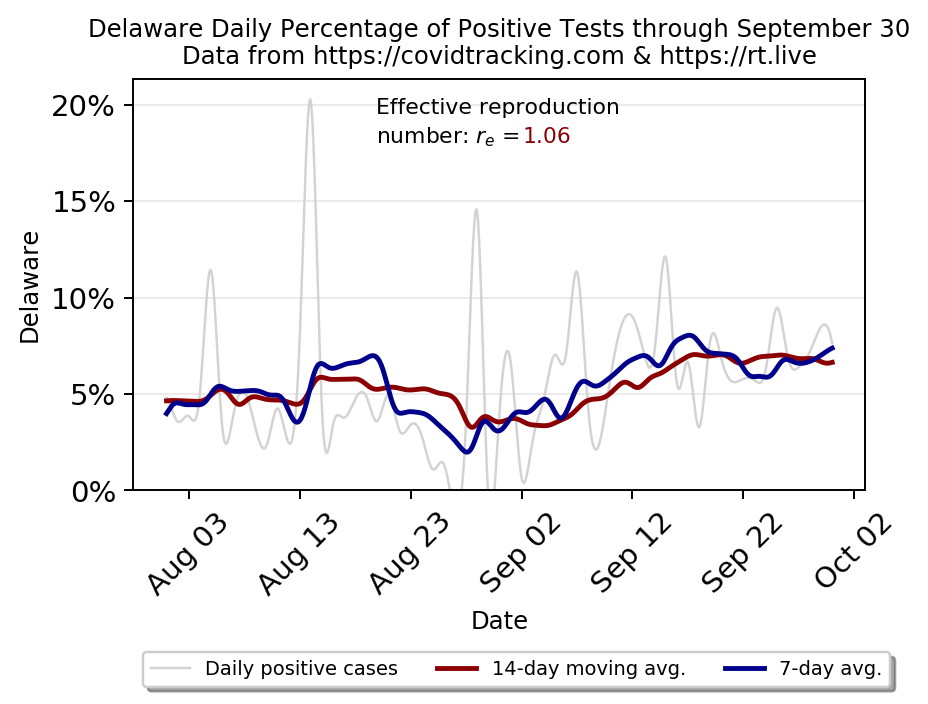 Delaware Daily Percentage of Positive Tests through September 30
Data from https://covidtracking.com & https://rt.live
Effective reproduction
number: rₑ =1.06
20%
15%
10%
5%
0%
Delaware
Aug 03
Aug 13
Aug 23
Sep 02
Sep 12
Sep 22
Oct 02
Date
Daily positive cases
14-day moving avg.
7-day avg.